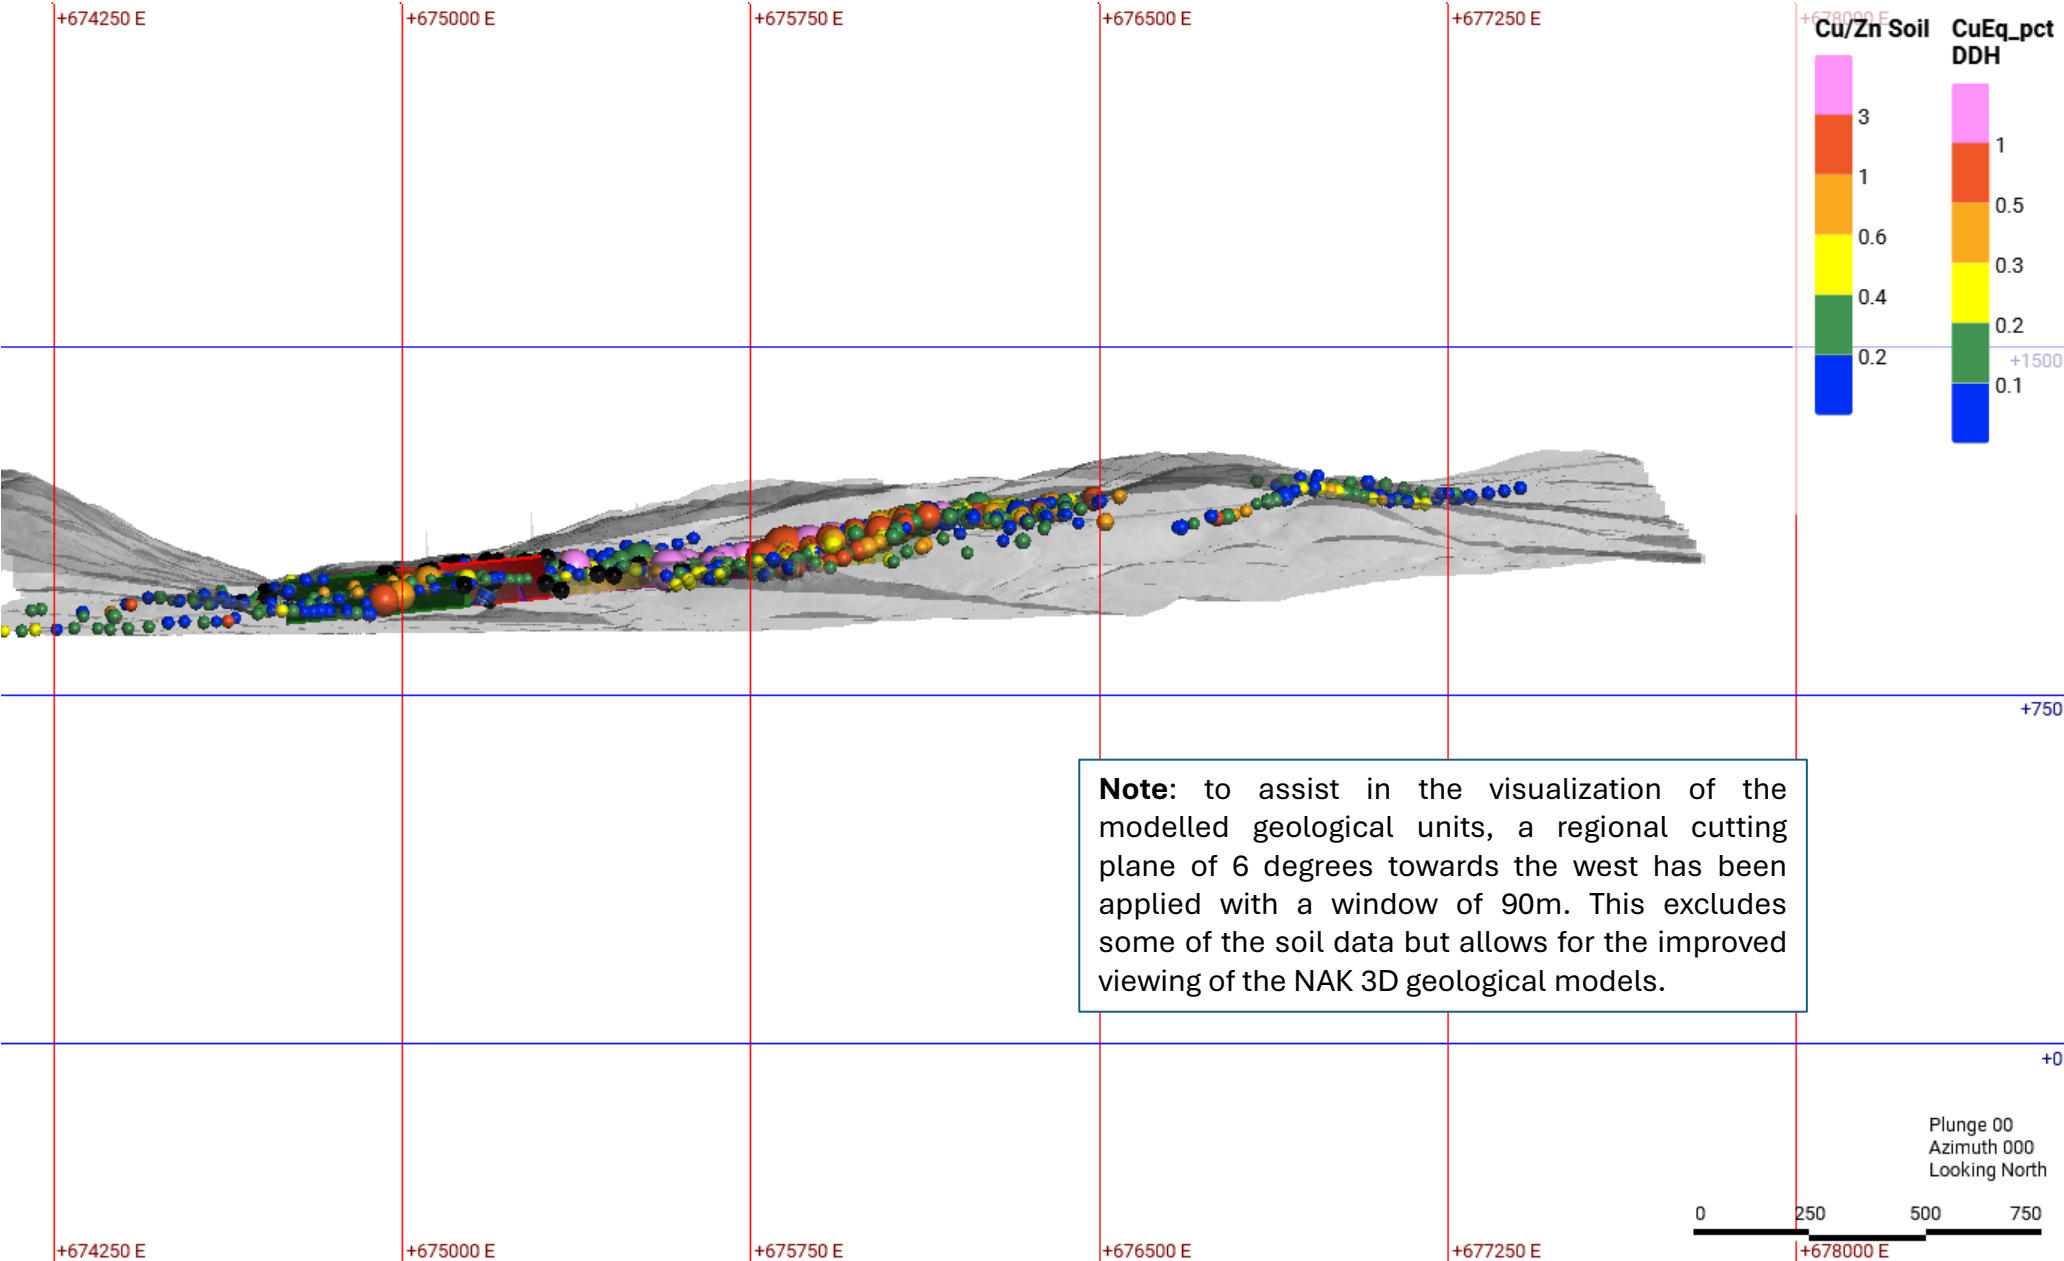 +674250 E
+675000 E
+675750 E
+676500 E
+677250 E
+678000 E
Cu/Zn Soil
3
1
0.6
0.4
0.2
CuEq_pct
DDH
1
0.5
0.3
0.2
0.1
+1500
+750
Note: to assist in the visualization of the
modelled geological units, a regional cutting
plane of 6 degrees towards the west has been
applied with a window of 90m. This excludes
some of the soil data but allows for the improved
viewing of the NAK 3D geological models.
+0
Plunge 00
Azimuth 000
Looking North
0
250
500
750
+674250 E
+675000 E
+675750 E
+676500 E
+677250 E
+678000 E